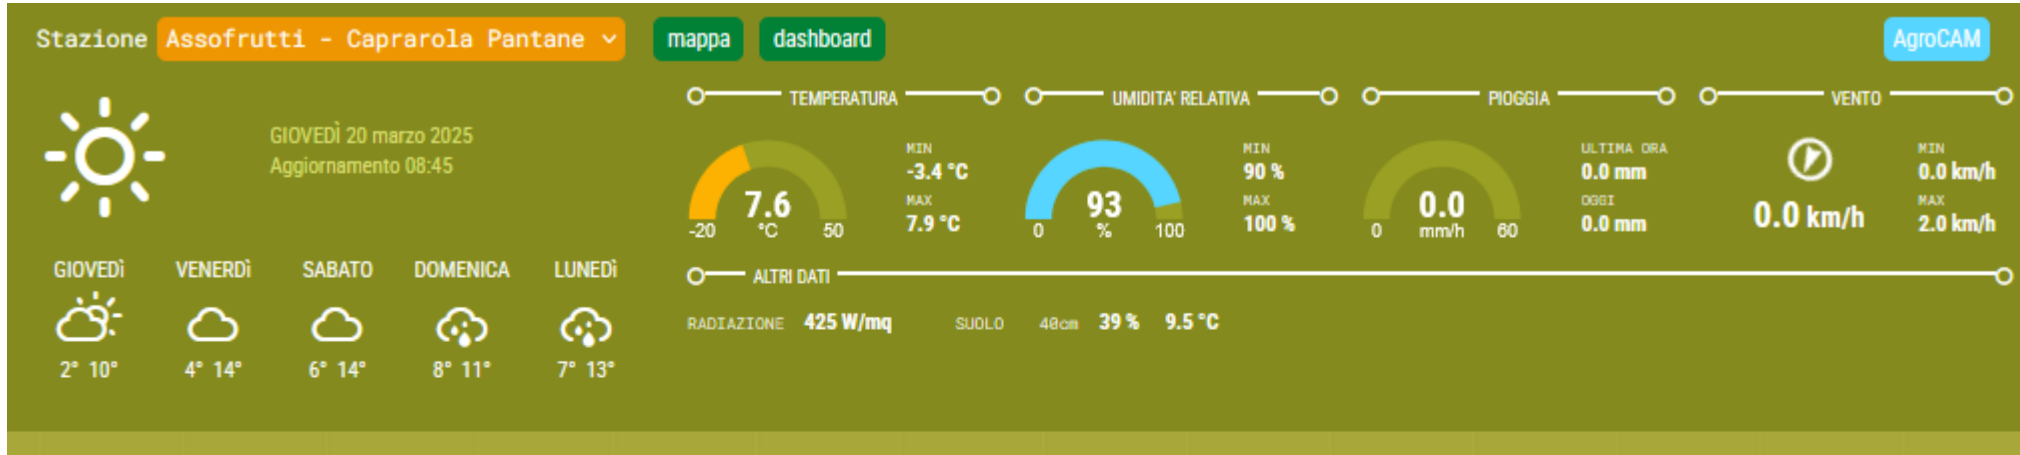 Stazione Assofrutti - Caprarola Pantane mappa dashboard AgroCAM
GIOVEDÌ 20 marzo 2025
Aggiornamento 08:45
GIOVEDì VENERDì SABATO DOMENICA LUNEDì
2° 10° 4° 14° 6° 14° 8° 11° 7° 13°
TEMPERATURA
7.6
°C
-20 50
MIN
-3.4 °C
MAX
7.9 °C
UMIDITA' RELATIVA
93
%
0 100
MIN
90 %
MAX
100 %
PIOGGIA
0.0
mm/h
0 60
ULTIMA ORA
0.0 mm
OGGI
0.0 mm
VENTO
0.0 km/h
MIN
0.0 km/h
MAX
2.0 km/h
ALTRI DATI
RADIAZIONE 425 W/mq SUOLO 40cm 39 % 9.5 °C